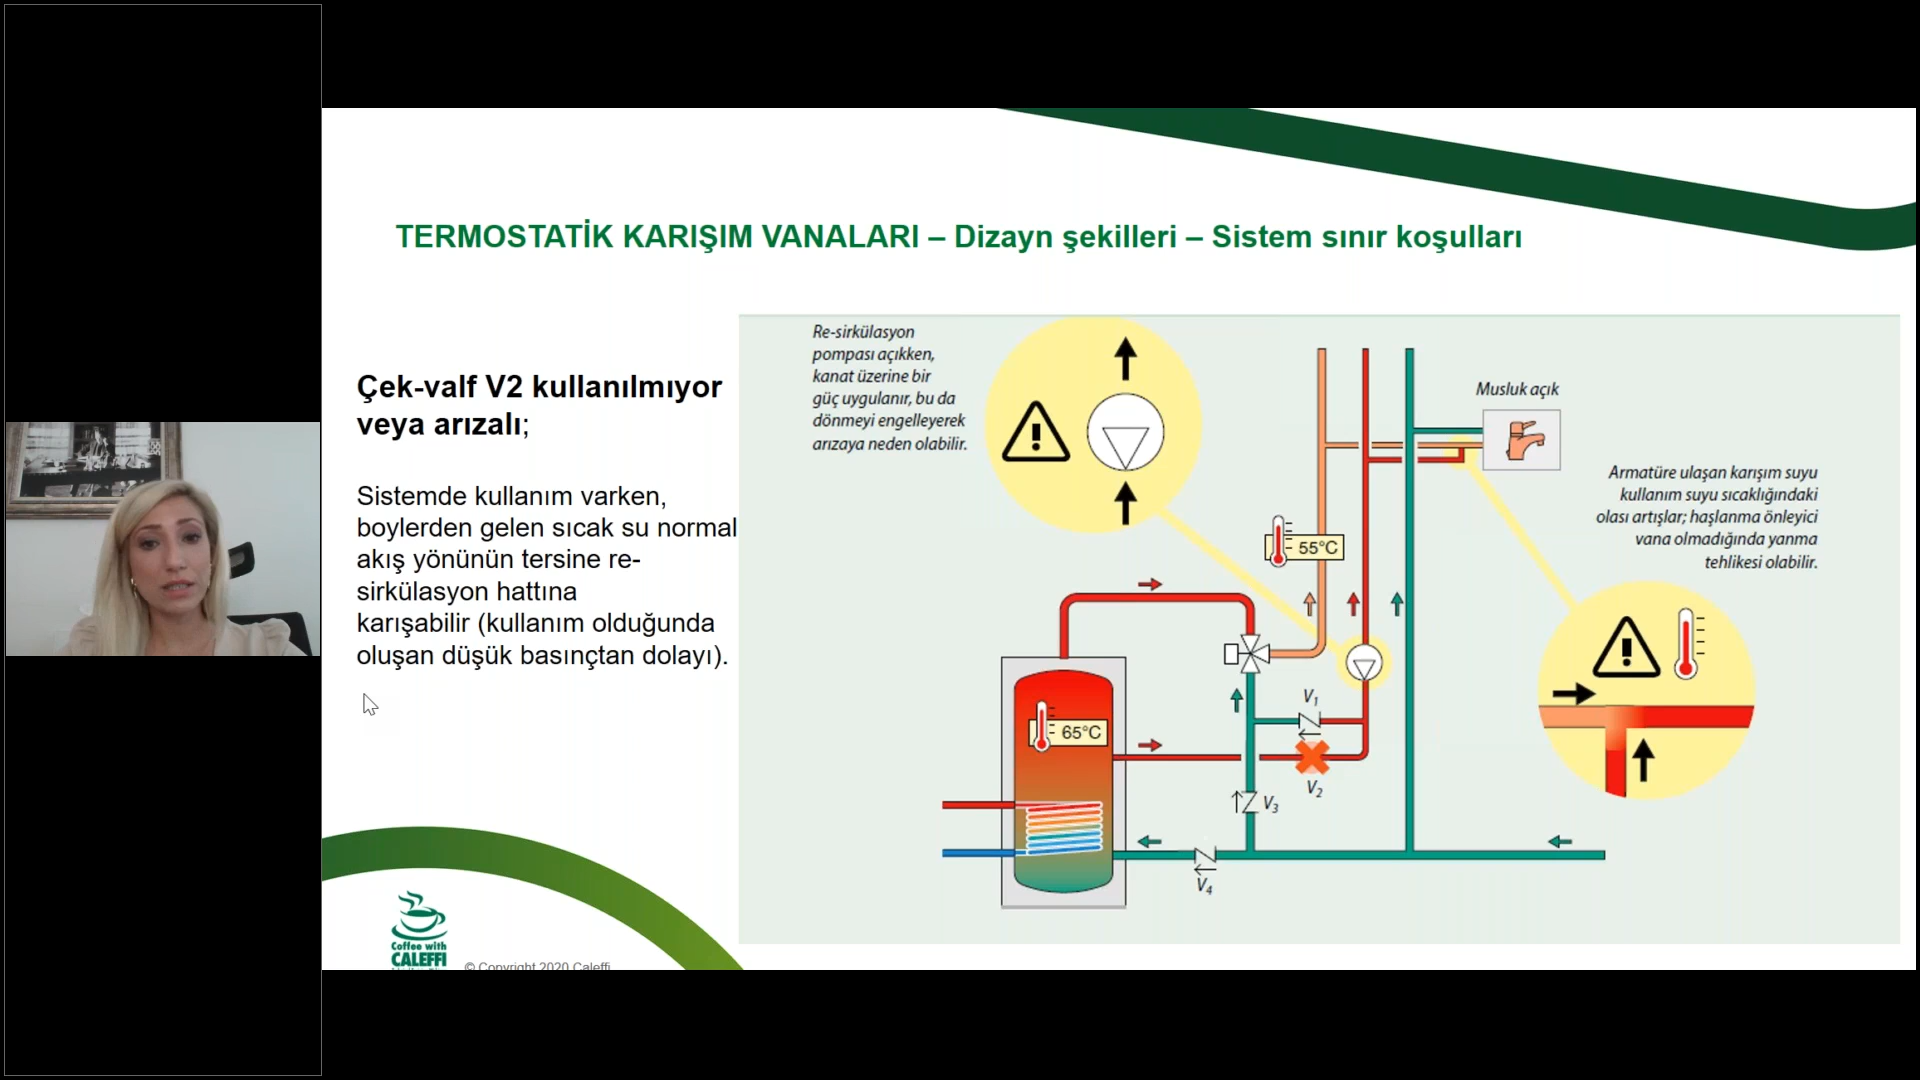 TERMOSTATİK KARIŞIM VANALARI – Dizayn şekilleri – Sistem sınır koşulları
Çek-valf V2 kullanılmıyor
veya arızalı;
Sistemde kullanım varken,
boylerden gelen sıcak su normal
akış yönünün tersine re-
sirkülasyon hattına
karışabilir (kullanım olduğunda
oluşan düşük basınçtan dolayı).
Re-sirkülasyon
pompası açıkken,
kanat üzerine bir
güç uygulanır, bu da
dönmeyi engelleyerek
arızaya neden olabilir.
Musluk açık
Armatüre ulaşan karışım suyu
kullanım suyu sıcaklığındaki
olası artışlar; haşlanma önleyici
vana olmadığında yanma
tehlikesi olabilir.
55°C
65°C
V1
V2
V3
V4
Coffee with
CALEFFI
© Copyright 2020 Caleffi